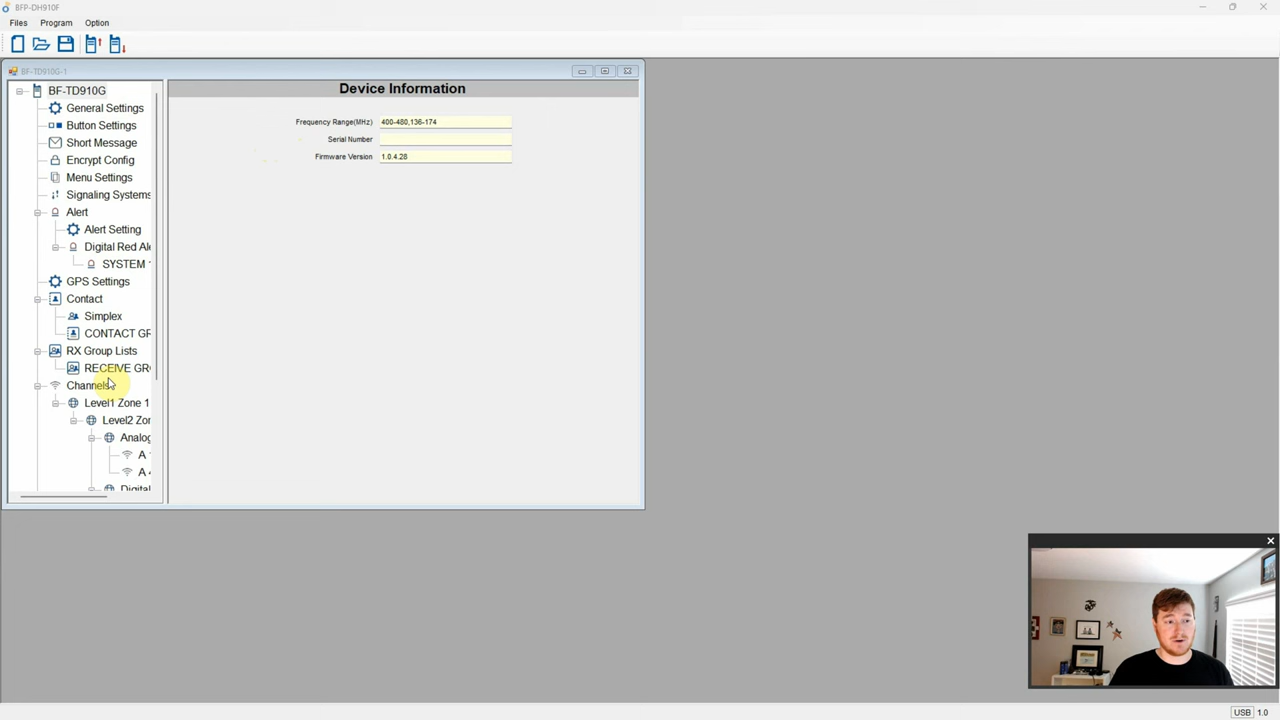 BFP-DH910F
Files Program Option
BF-TD910G-1
BF-TD910G
General Settings
Button Settings
Short Message
Encrypt Config
Menu Settings
Signaling Systems
Alert
Alert Setting
Digital Red Ale
SYSTEM
GPS Settings
Contact
Simplex
CONTACT GR
RX Group Lists
RECEIVE GR
Channels
Level1 Zone 1
Level2 Zon
Analog
A
A
Digital
Device Information
Frequency Range(MHz) 400-480,136-174
Serial Number
Firmware Version 1.0.4.28
USB 1.0